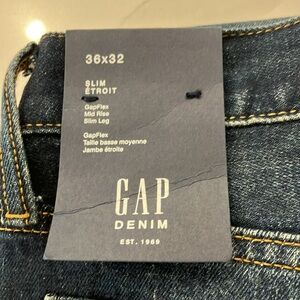 36x32
SLIM
ÉTROIT
GapFlex
Mid Rise
Slim Leg
GapFlex
Taille basse moyenne
Jambe étroite
GAP
DENIM
EST. 1969